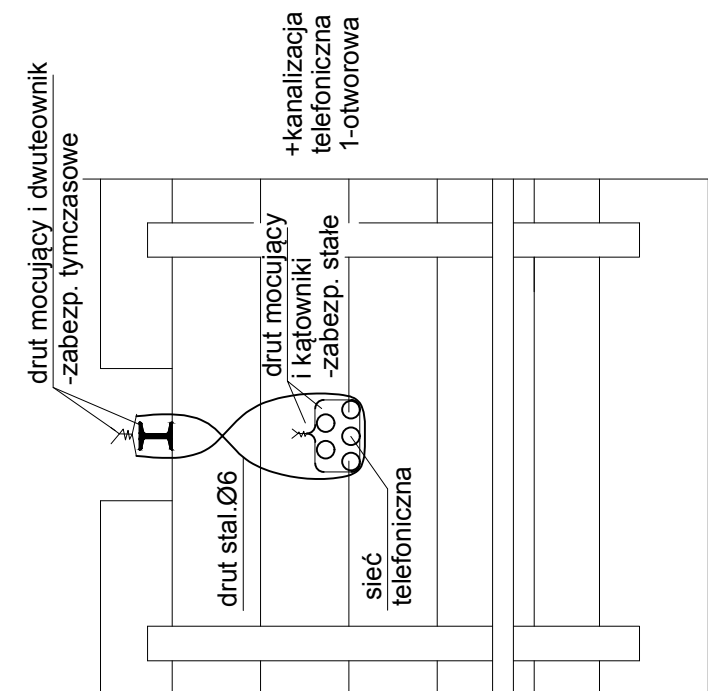 drut mocujący i dwuteownik
-zabezp. tymczasowe
+kanalizacja
telefoniczna
1-otworowa
drut mocujący
i kątowniki
-zabezp. stałe
drut stal.Ø6
sieć
telefoniczna